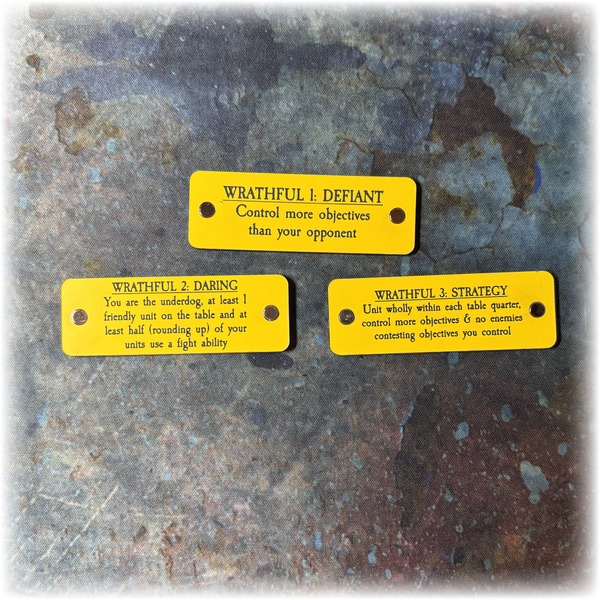 WRATHFUL 1: DEFIANT
Control more objectives
than your opponent
WRATHFUL 2: DARING
You are the underdog, at least 1
friendly unit on the table and at
least half (rounding up) of your
units use a fight ability
WRATHFUL 3: STRATEGY
Unit wholly within each table quarter,
control more objectives & no enemies
contesting objectives you control